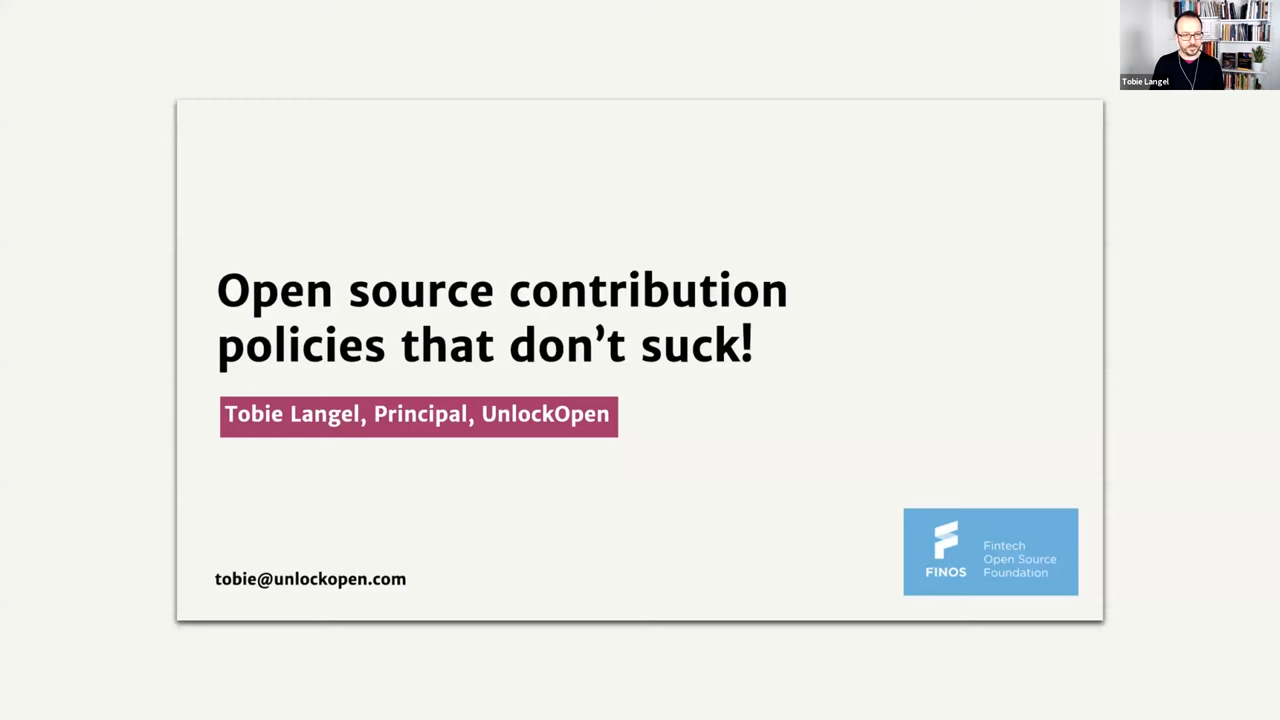 Tobie Langel
Open source contribution
policies that don’t suck!
Tobie Langel, Principal, UnlockOpen
tobie@unlockopen.com
FINOS
Fintech
Open Source
Foundation